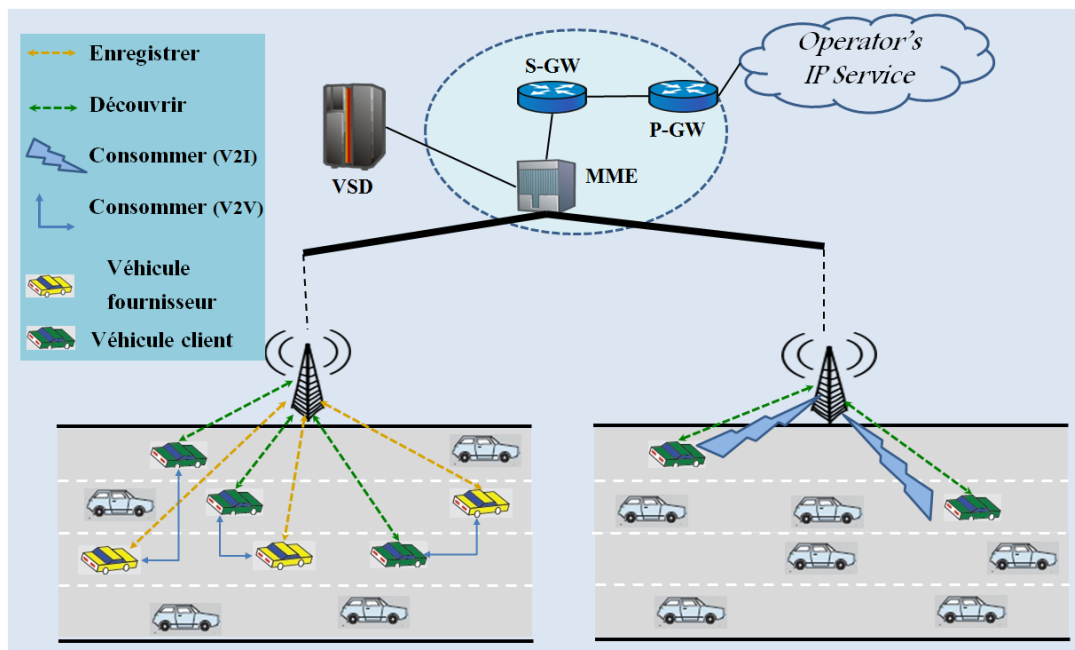 Enregistrer
Découvrir
Consommer (V2I)
Consommer (V2V)
Véhicule
fournisseur
Véhicule client
VSD
S-GW
P-GW
MME
Operator's
IP Service